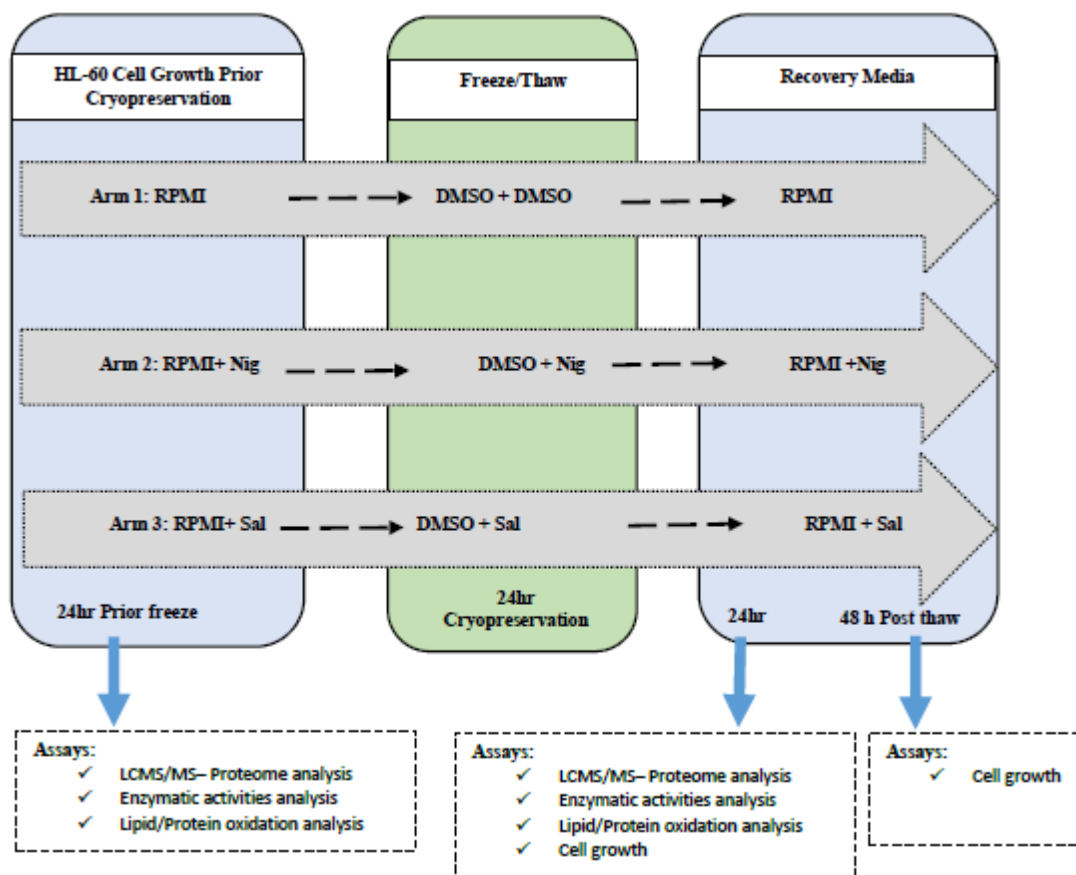 HL-60 Cell Growth Prior
Cryopreservation
Freeze/Thaw
Recovery Media
Arm 1: RPMI
DMSO + DMSO
RPMI
Arm 2: RPMI+ Nig
DMSO + Nig
RPMI +Nig
Arm 3: RPMI+ Sal
DMSO + Sal
RPMI + Sal
24hr Prior freeze
24hr
Cryopreservation
24hr
48 h Post thaw
Assays:
✓ LCMS/MS– Proteome analysis
✓ Enzymatic activities analysis
✓ Lipid/Protein oxidation analysis
Assays:
✓ LCMS/MS– Proteome analysis
✓ Enzymatic activities analysis
✓ Lipid/Protein oxidation analysis
✓ Cell growth
Assays:
✓ Cell growth